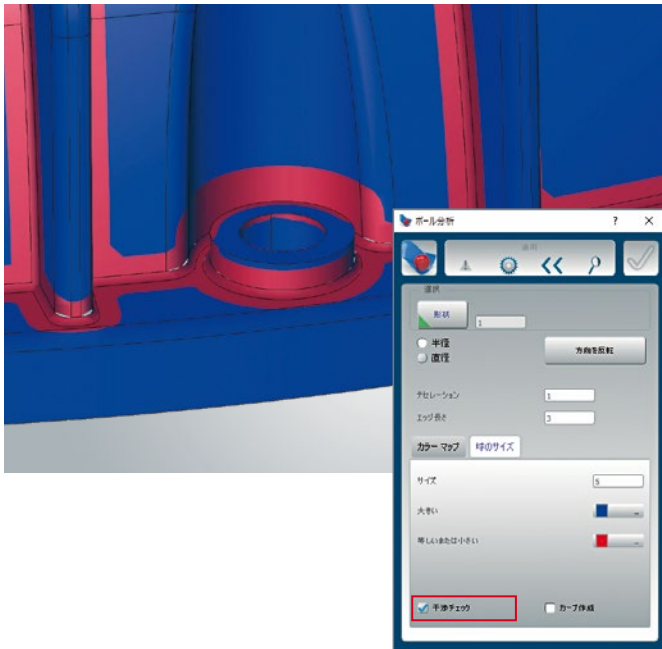 ボール分析 ? ×
適用
選択
形状 1
半径
直径
方向を反転
テセレーション 1
エッジ長さ 3
カラー マップ 球のサイズ
サイズ 5
大きい
等しいまたは小さい
干渉チェック カーブ作成